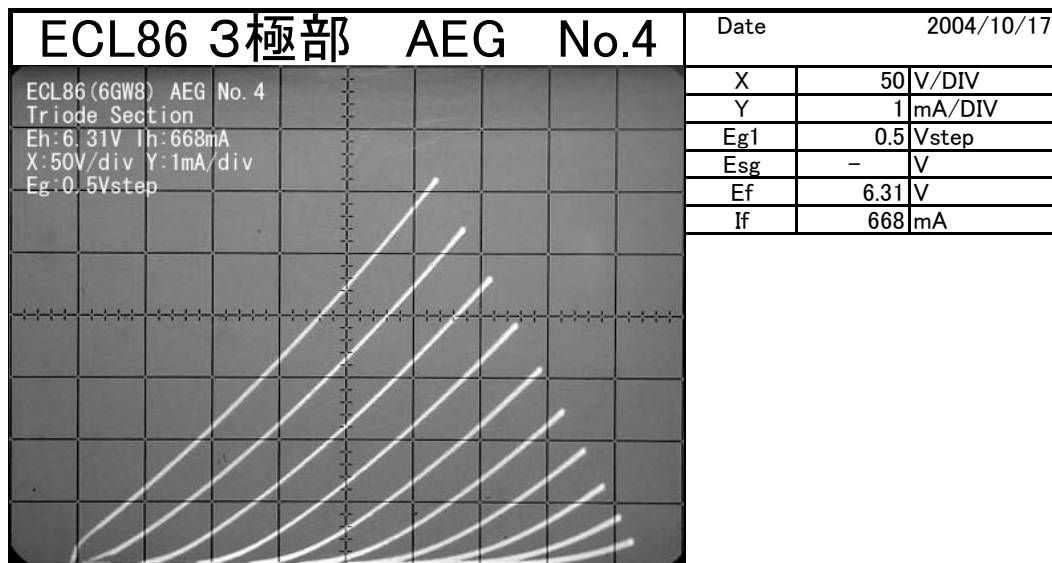 ECL86 3極部 AEG No.4
Date 2004/10/17
X 50 V/DIV
Y 1 mA/DIV
Eg1 0.5 Vstep
Esg － V
Ef 6.31 V
If 668 mA
ECL86(6GW8) AEG No.4
Triode Section
Eh:6.31V Ih:668mA
X:50V/div Y:1mA/div
Eg:0.5Vstep